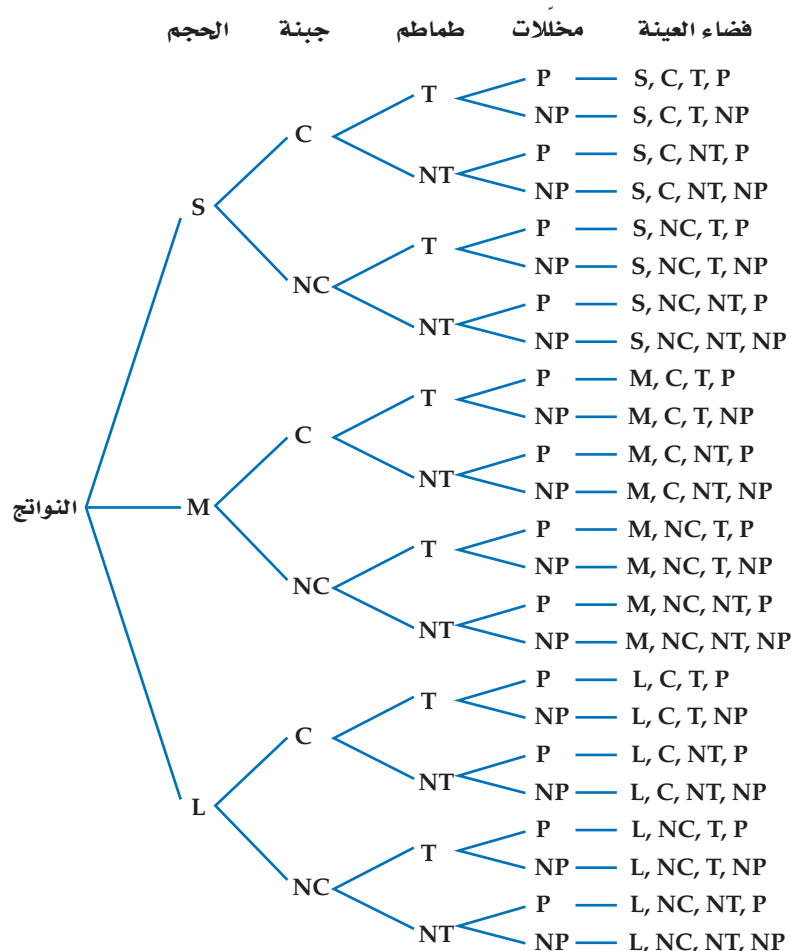 الحجم جبنة طماطم مخلّلات فضاء العينة
P S, C, T, P
T
NP S, C, T, NP
C
P S, C, NT, P
NT
NP S, C, NT, NP
S
P S, NC, T, P
T
NP S, NC, T, NP
NC
P S, NC, NT, P
NT
NP S, NC, NT, NP
P M, C, T, P
T
NP M, C, T, NP
C
P M, C, NT, P
NT
NP M, C, NT, NP
النواتج M
P M, NC, T, P
T
NP M, NC, T, NP
NC
P M, NC, NT, P
NT
NP M, NC, NT, NP
P L, C, T, P
T
NP L, C, T, NP
C
P L, C, NT, P
NT
NP L, C, NT, NP
L
P L, NC, T, P
T
NP L, NC, T, NP
NC
P L, NC, NT, P
NT
NP L, NC, NT, NP